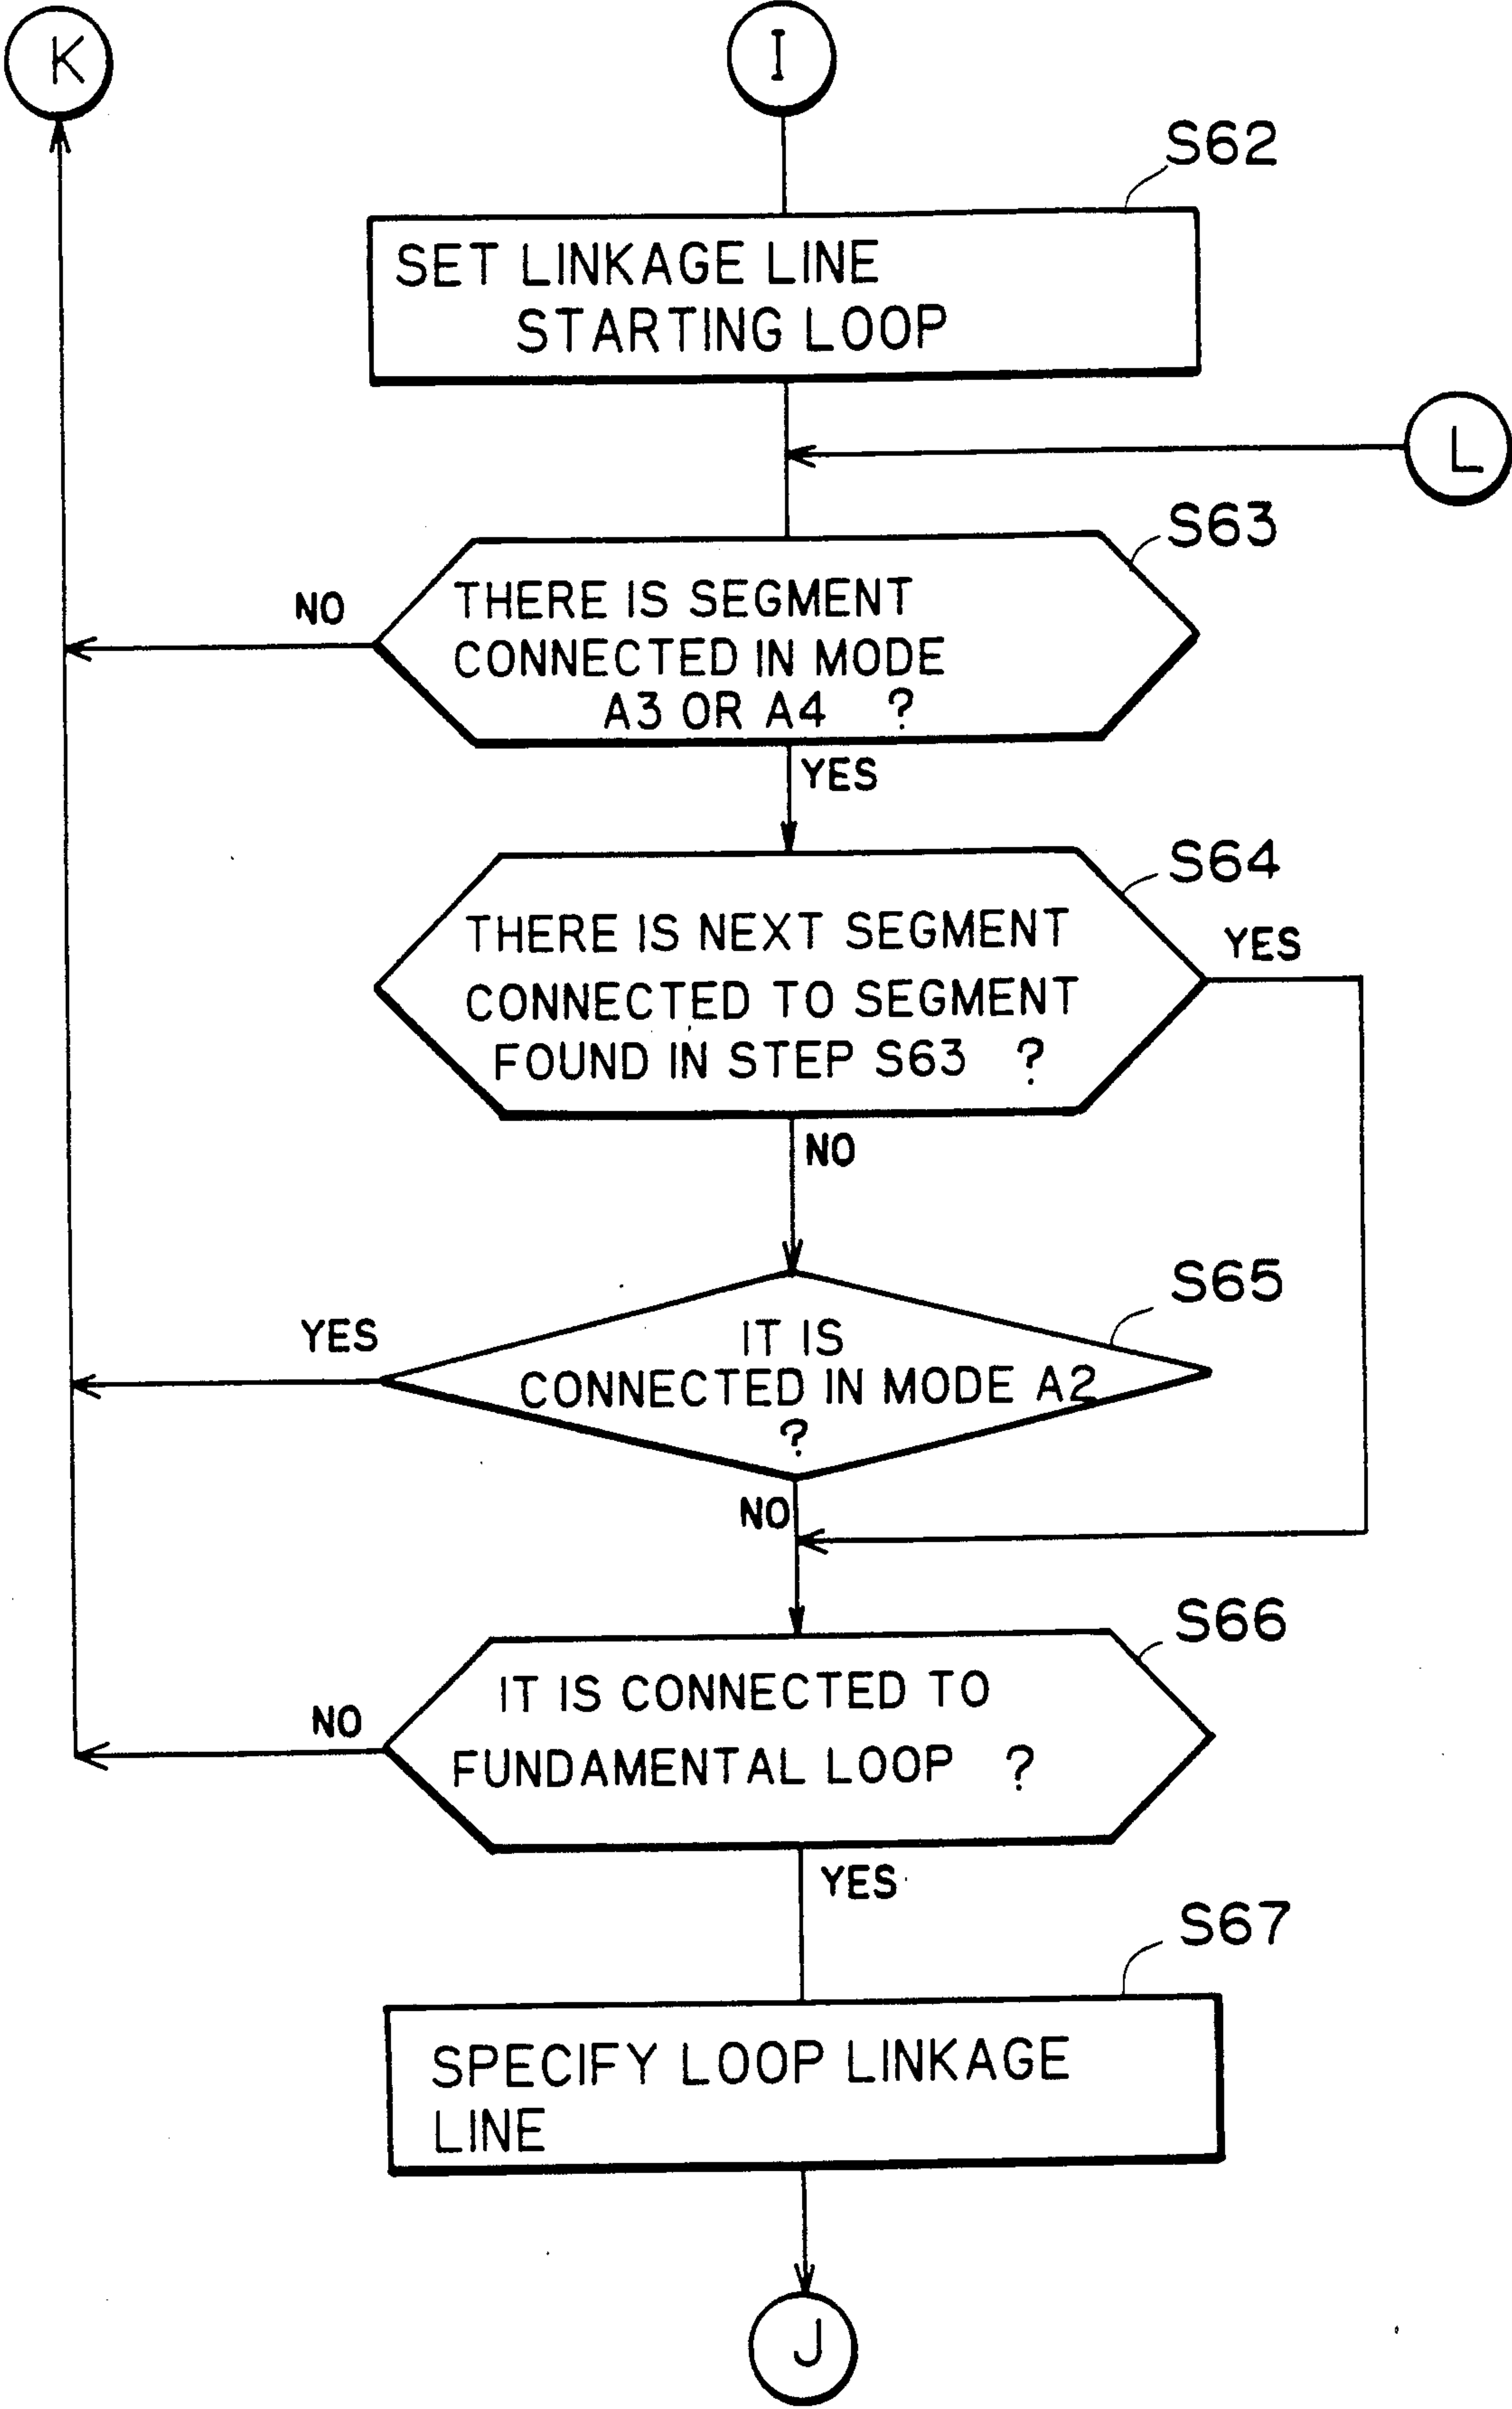 K
I
S62
SET LINKAGE LINE
STARTING LOOP
L
S63
NO
THERE IS SEGMENT
CONNECTED IN MODE
A3 OR A4 ?
YES
S64
THERE IS NEXT SEGMENT
YES
CONNECTED TO SEGMENT
FOUND IN STEP S63 ?
NO
S65
YES
IT IS
CONNECTED IN MODE A2
?
NO
S66
IT IS CONNECTED TO
NO
FUNDAMENTAL LOOP ?
YES
S67
SPECIFY LOOP LINKAGE
LINE
J